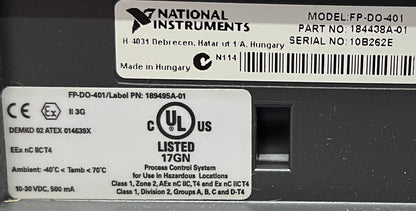 NATIONAL
INSTRUMENTS
MODEL:FP-DO-401
PART NO: 184438A-01
SERIAL NO: 10B262E
H-4031 Debrecen, Hatar ut 1/A, Hungary
Made in Hungary N114
FP-DO-401/Label PN: 189495A-01
CE Ex II 3G
DEMKO 02 ATEX 014639X
EEx nC IICT4
Ambient: -40˚C < Tamb < 70˚C
10-30 VDC, 500 mA
C UL US
LISTED
17GN
Process Control System
for Use in Hazardous Locations
Class 1, Zone 2, AEx nC IIC,T4 and Ex IICT4
Class 1, Division 2, Groups A, B, C and D-T4